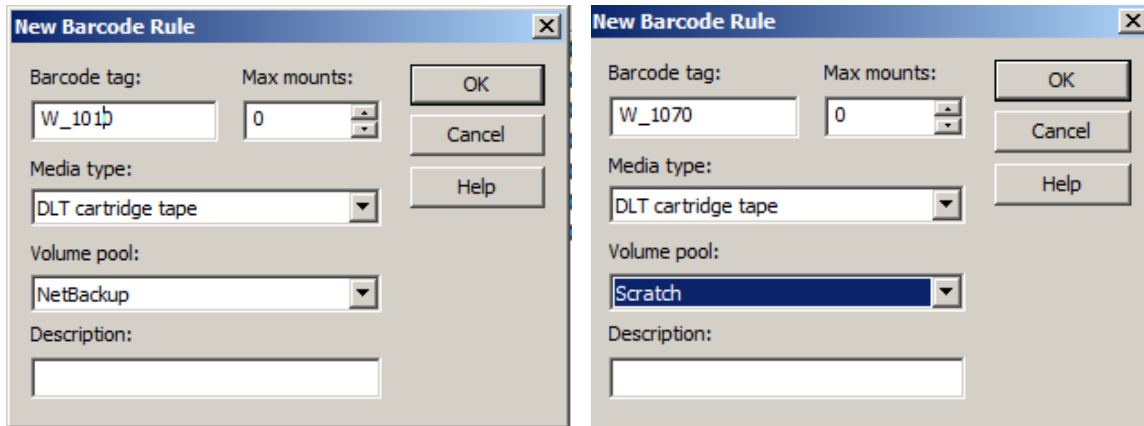 New Barcode Rule
Barcode tag: Max mounts:
W_1010 0
OK
Cancel
Help
Media type:
DLT cartridge tape
Volume pool:
NetBackup
Description:
New Barcode Rule
Barcode tag: Max mounts:
W_1070 0
OK
Cancel
Help
Media type:
DLT cartridge tape
Volume pool:
Scratch
Description: